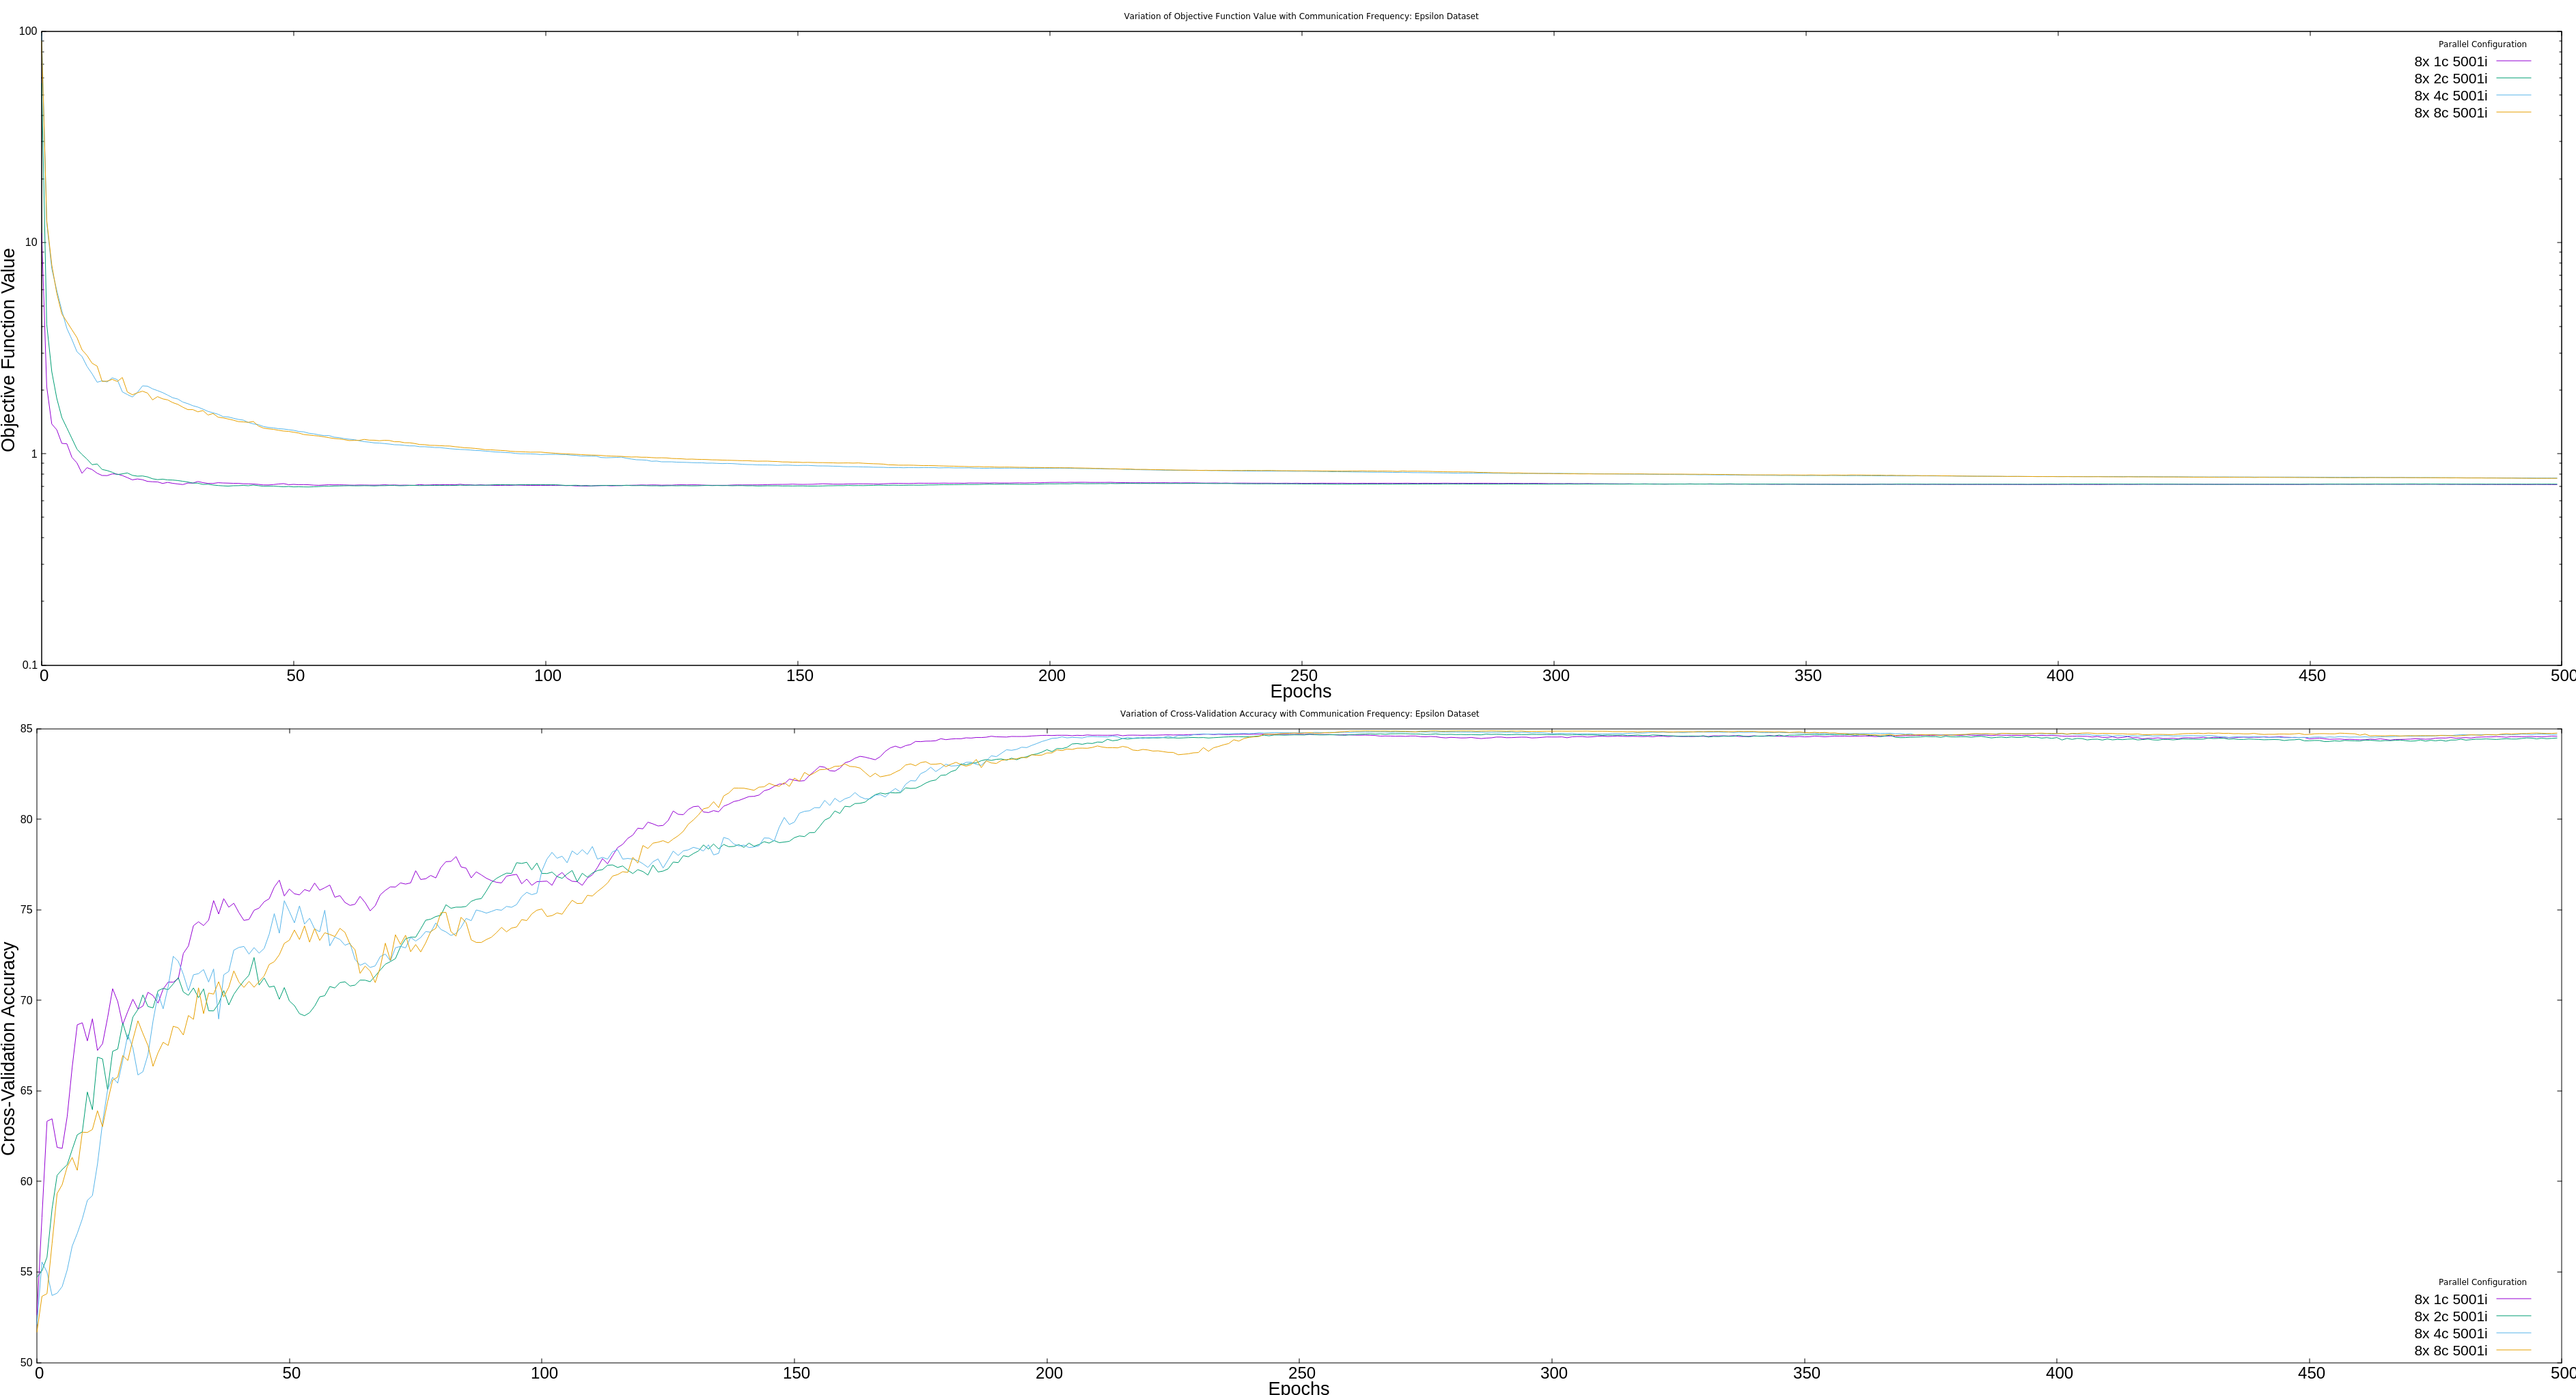 Variation of Objective Function Value with Communication Frequency: Epsilon Dataset
100
10
1
0.1
Objective Function Value
Parallel Configuration
8x 1c 5001i
8x 2c 5001i
8x 4c 5001i
8x 8c 5001i
0 50 100 150 200 250 300 350 400 450 500
Epochs
Variation of Cross-Validation Accuracy with Communication Frequency: Epsilon Dataset
85
80
75
70
65
60
55
50
Cross-Validation Accuracy
Parallel Configuration
8x 1c 5001i
8x 2c 5001i
8x 4c 5001i
8x 8c 5001i
0 50 100 150 200 250 300 350 400 450 500
Epochs